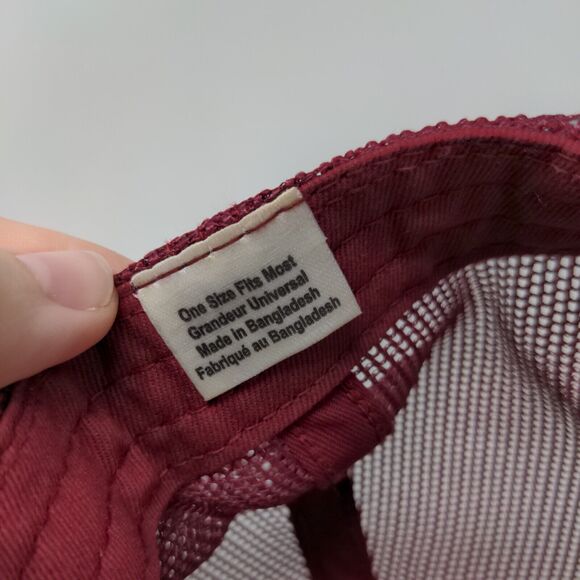 One Size Fits Most
Grandeur Universal
Made in Bangladesh
Fabriqué au Bangladesh